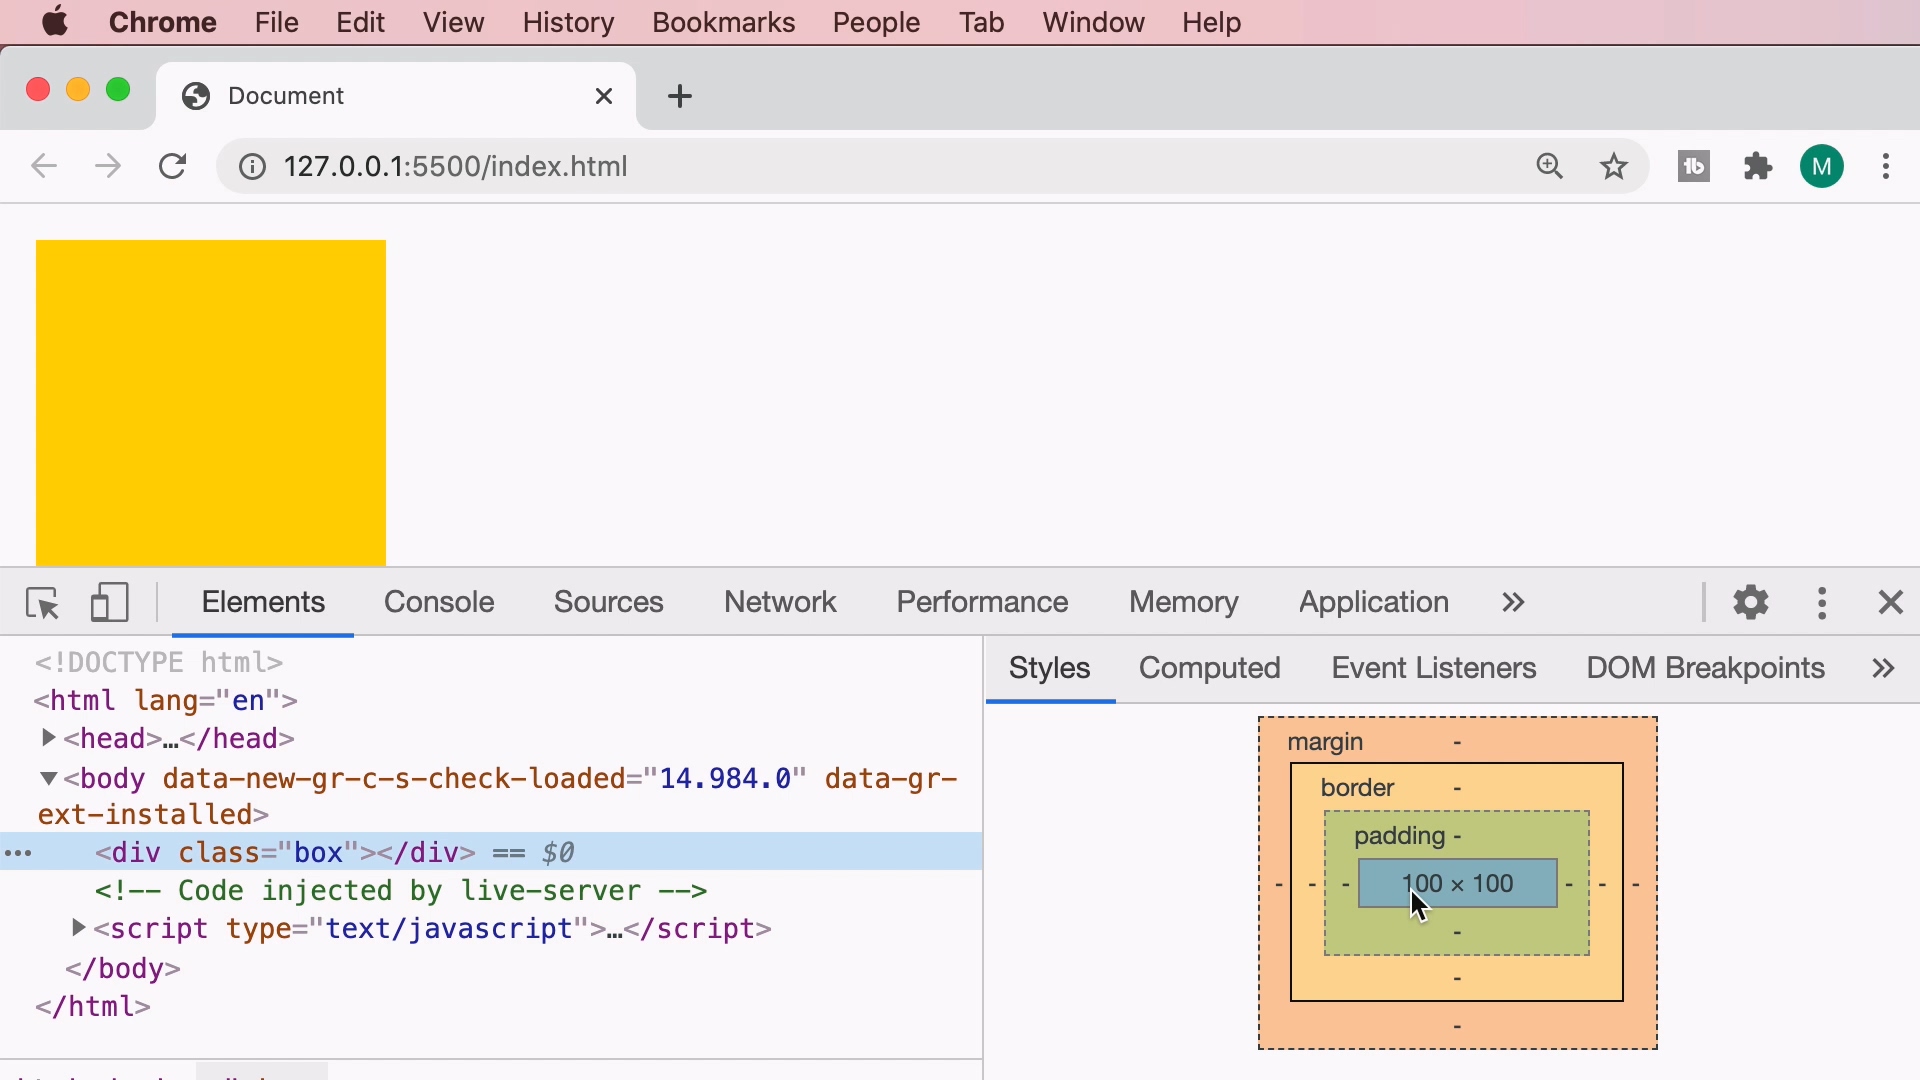 Chrome File Edit View History Bookmarks People Tab Window Help
Document
127.0.0.1:5500/index.html
M
Elements Console Sources Network Performance Memory Application »
<!DOCTYPE html>
<html lang="en">
<head>…</head>
<body data-new-gr-c-s-check-loaded="14.984.0" data-gr-
ext-installed>
<div class="box"></div> == $0
<!-- Code injected by live-server -->
<script type="text/javascript">…</script>
</body>
</html>
Styles Computed Event Listeners DOM Breakpoints »
margin -
border -
padding -
- - - 100 × 100 - - -
-
-
-